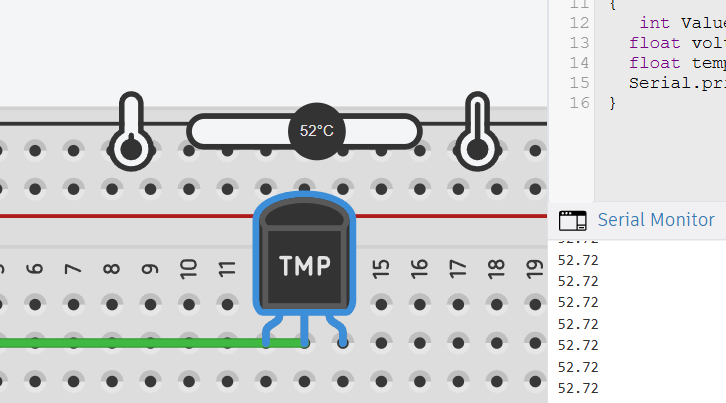 52°C
TMP
6 7 8 9 10 11 15 16 17 18 19
11 {
12 int Value
13 float vol
14 float temp
15 Serial.pri
16 }
Serial Monitor
52.72
52.72
52.72
52.72
52.72
52.72
52.72
52.72